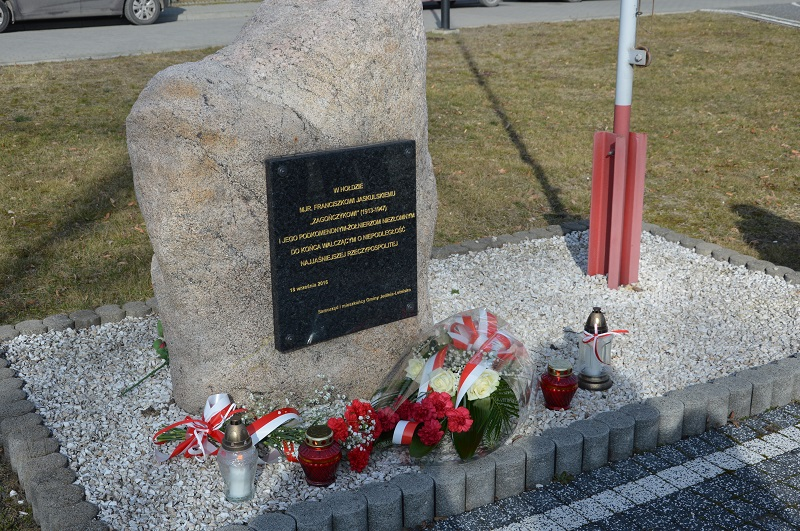 W HOŁDZIE
MJR. FRANCISZKOWI JASKULSKIEMU
„ZAGOŃCZYKOWI” (1913-1947)
I JEGO PODKOMENDNYM-ŻOŁNIERZOM NIEZŁOMNYM
DO KOŃCA WALCZĄCYM O NIEPODLEGŁOŚĆ
NAJJAŚNIEJSZEJ RZECZYPOSPOLITEJ
18 września 2016
Samorząd i mieszkańcy Gminy Jedlnia-Letnisko